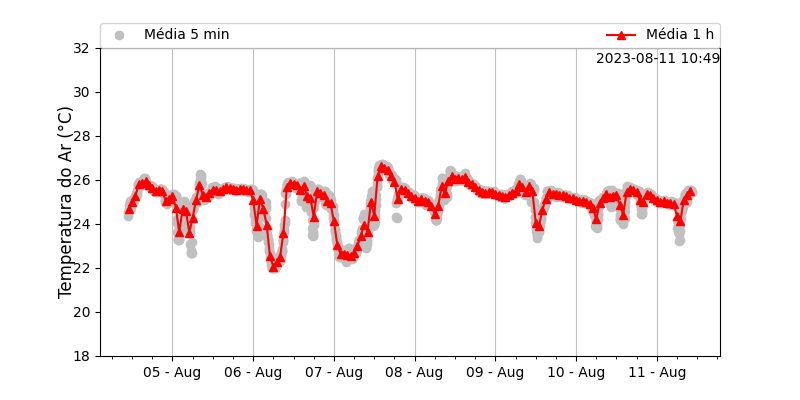 Média 5 min
Média 1 h
2023-08-11 10:49
Temperatura do Ar (°C)
32
30
28
26
24
22
20
18
05 - Aug
06 - Aug
07 - Aug
08 - Aug
09 - Aug
10 - Aug
11 - Aug